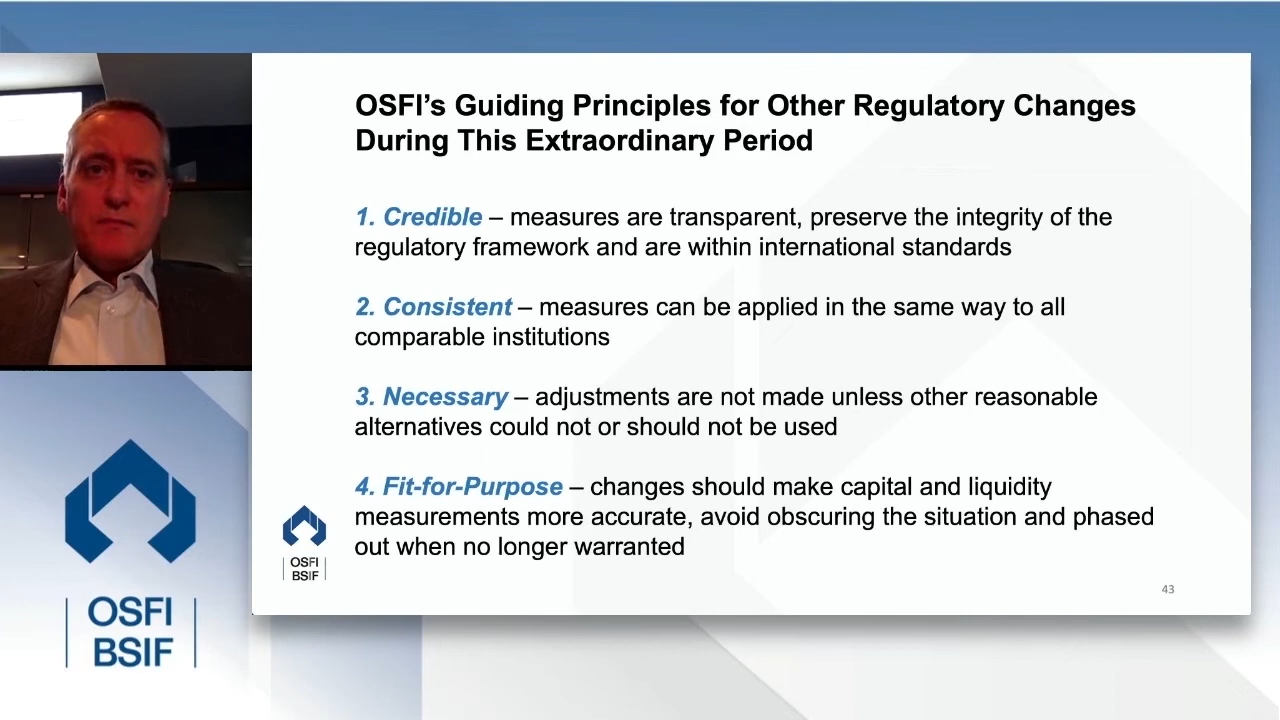 OSFI's Guiding Principles for Other Regulatory Changes
During This Extraordinary Period
1. Credible – measures are transparent, preserve the integrity of the
regulatory framework and are within international standards
2. Consistent – measures can be applied in the same way to all
comparable institutions
3. Necessary – adjustments are not made unless other reasonable
alternatives could not or should not be used
4. Fit-for-Purpose – changes should make capital and liquidity
measurements more accurate, avoid obscuring the situation and phased
out when no longer warranted
OSFI
BSIF
43
OSFI
BSIF